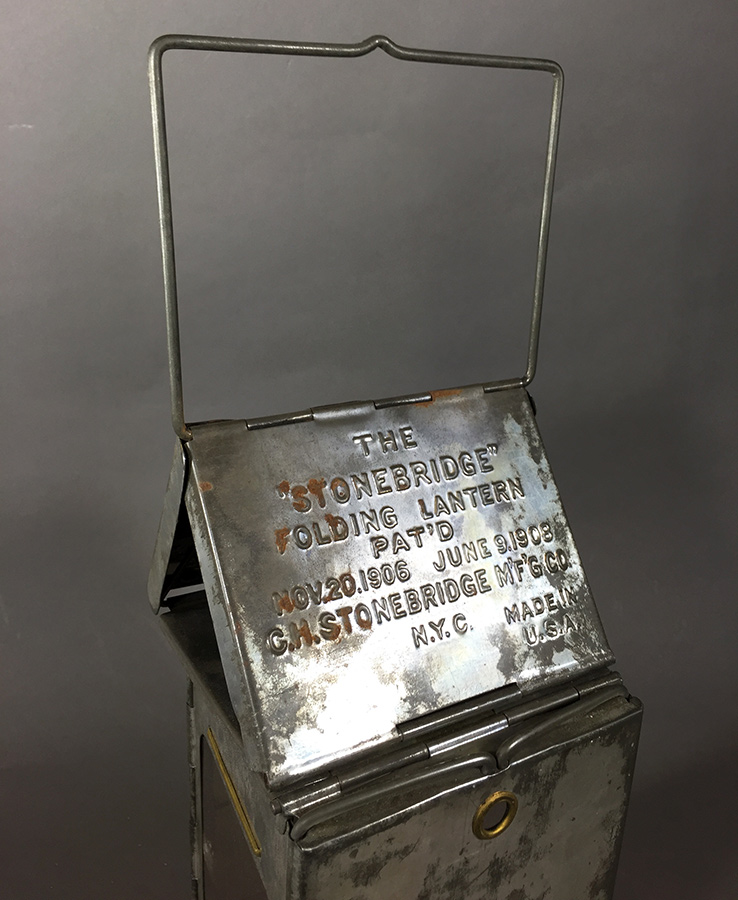 THE
"STONEBRIDGE"
FOLDING LANTERN
PAT'D
NOV.20.1906 JUNE 9.1908
C.H.STONEBRIDGE M'F'G.CO.
N.Y.C. MADE IN
U.S.A.